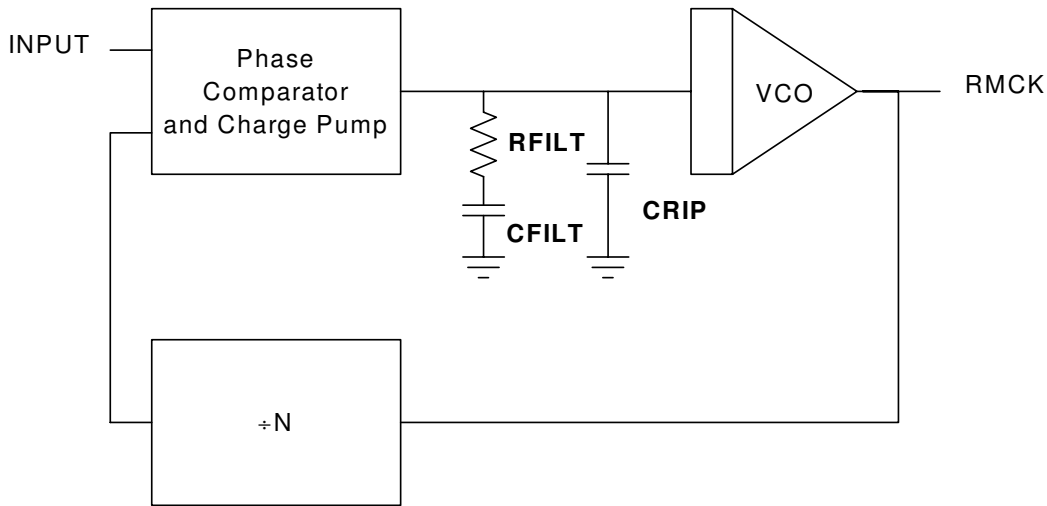 INPUT
Phase
Comparator
and Charge Pump
RFILT
CFILT
CRIP
VCO
RMCK
÷N